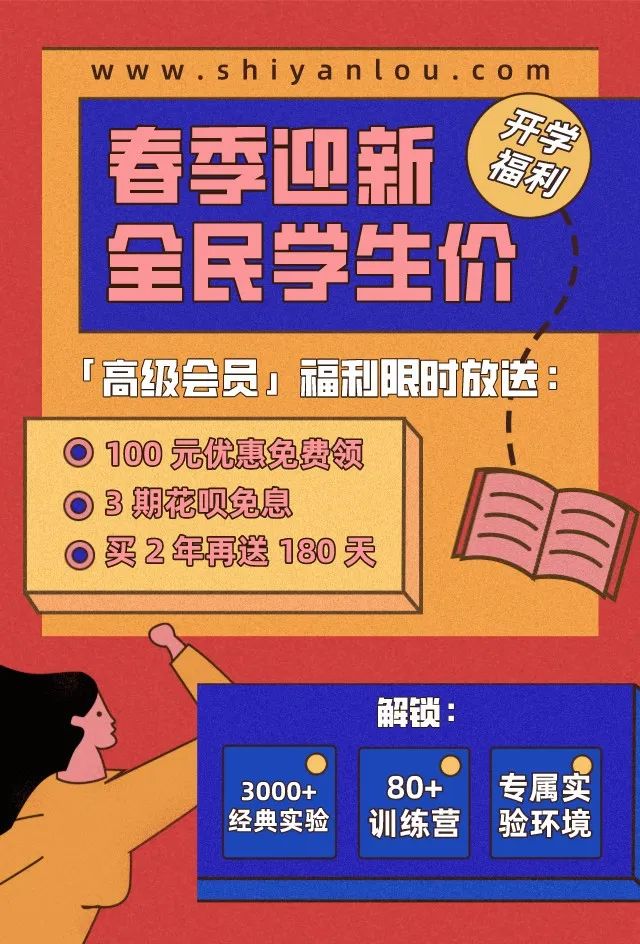 www.shiyanlou.com
开学
福利
春季迎新
全民学生价
「高级会员」福利限时放送：
100 元优惠免费领
3 期花呗免息
买 2 年再送 180 天
解锁：
3000+
经典实验
80+
训练营
专属实
验环境